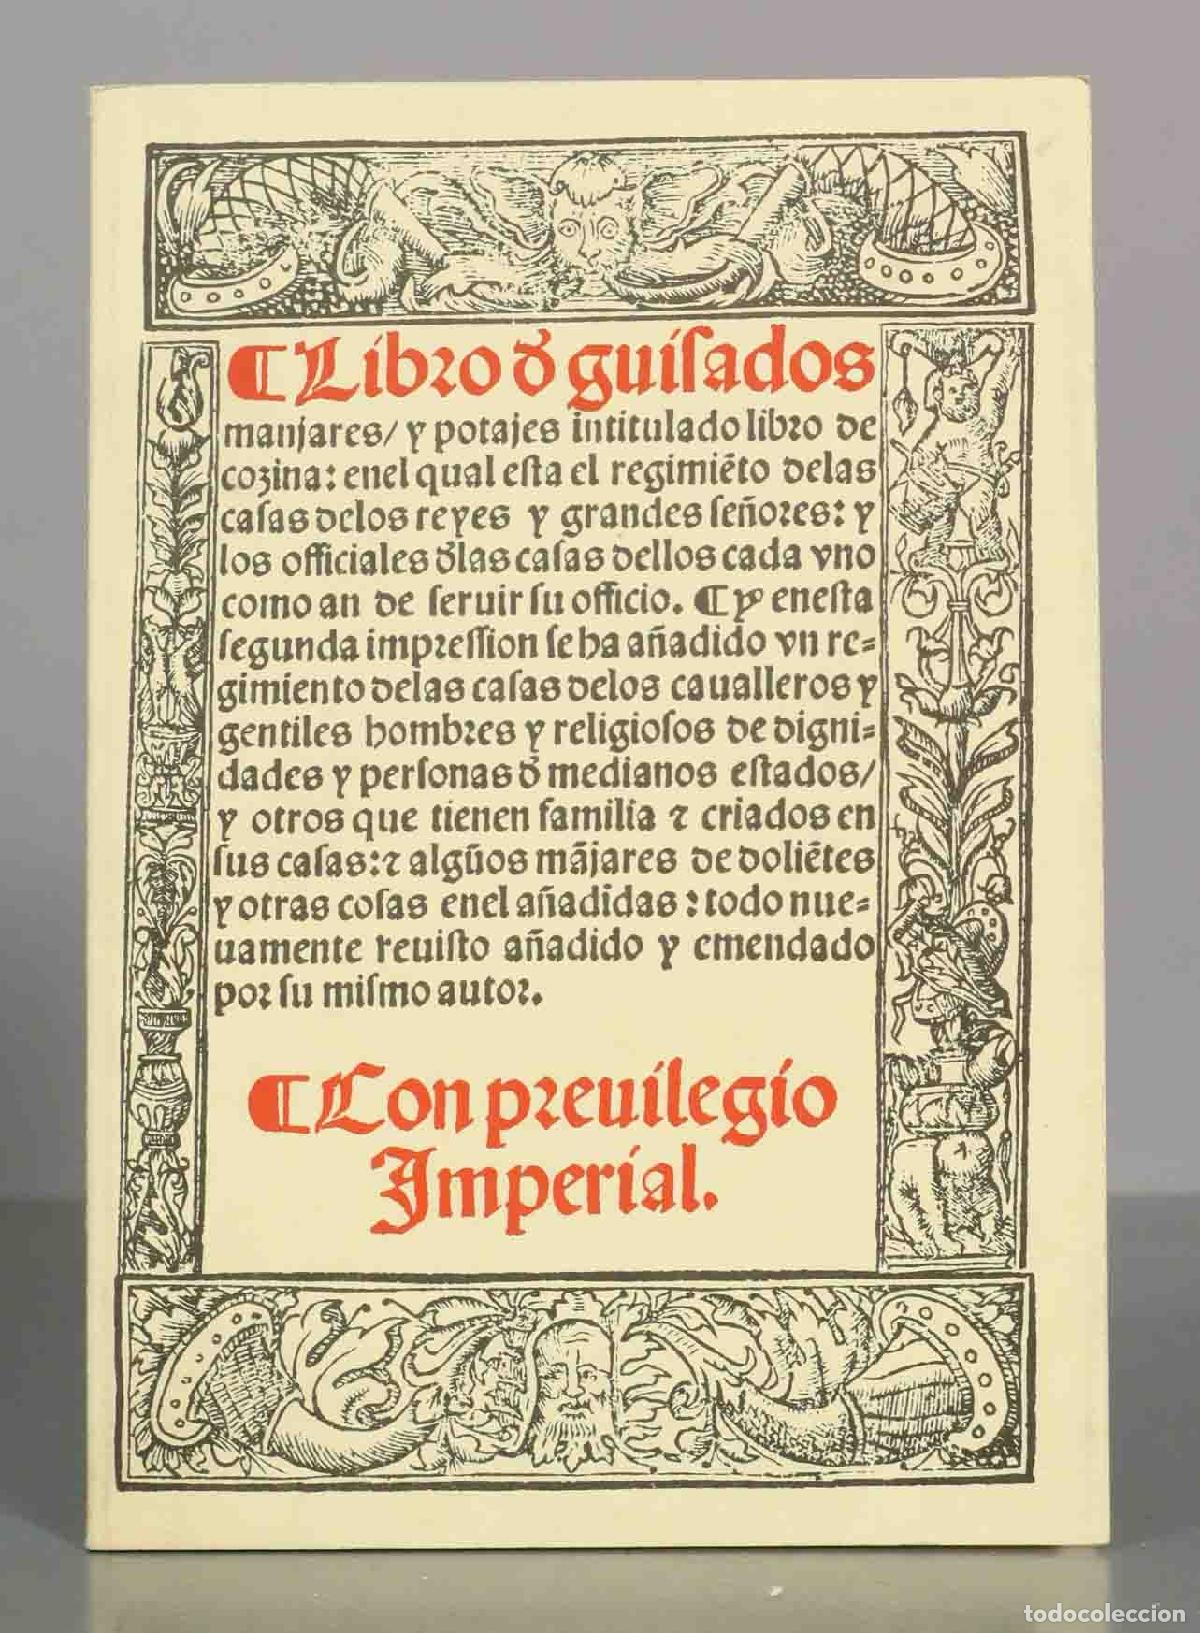 ¶ Libro đ guiſados
manjares/ y potajes intitulado libro de
cozina: enel qual eſta el regimiẽto delas
caſas delos reyes y grandes ſeñores: y
los officiales đlas caſas dellos cada vno
como an de ſeruir ſu officio. ¶ Y eneſta
ſegunda impreſſion ſe ha añadido vn re=
gimiento delas caſas delos caualleros y
gentiles hombres y religioſos de digni=
dades y perſonas đ medianos eſtados/
y otros que tienen familia ⁊ criados en
ſus caſas: ⁊ algũos mãjares de doliẽtes
y otras coſas enel añadidas: todo nue=
uamente reuiſto añadido y emendado
por ſu miſmo autor.
¶ Con preuilegio
Imperial.
todocoleccion